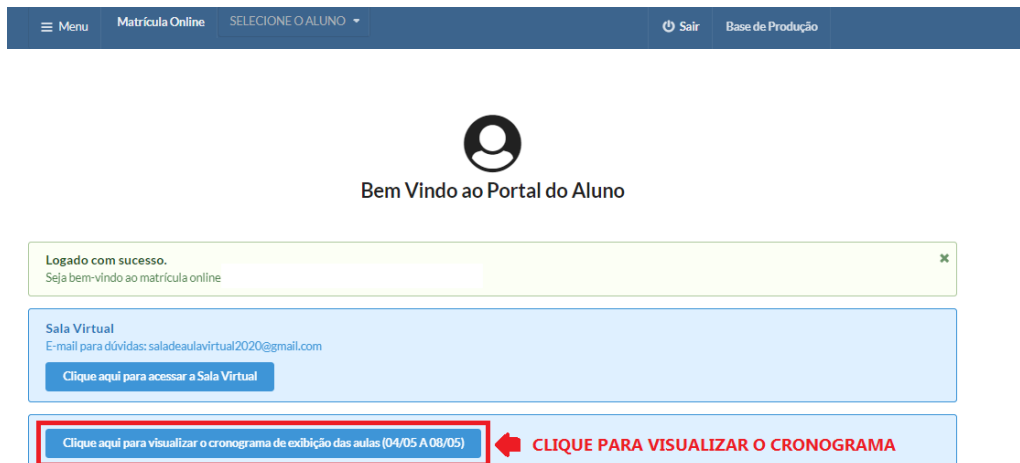 Menu Matrícula Online SELECIONE O ALUNO Sair Base de Produção
Bem Vindo ao Portal do Aluno
Logado com sucesso.
Seja bem-vindo ao matrícula online
Sala Virtual
E-mail para dúvidas: saladeaulavirtual2020@gmail.com
Clique aqui para acessar a Sala Virtual
Clique aqui para visualizar o cronograma de exibição das aulas (04/05 A 08/05) CLIQUE PARA VISUALIZAR O CRONOGRAMA